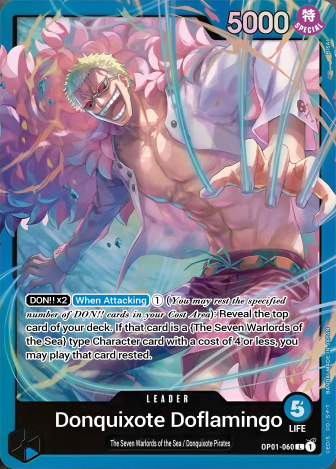 5000 特
SPECIAL
DON!! ×2 When Attacking ① (You may rest the specified
number of DON!! cards in your Cost Area): Reveal the top
card of your deck. If that card is a {The Seven Warlords of
the Sea} type Character card with a cost of 4 or less, you
may play that card rested.
LEADER
Donquixote Doflamingo
5
LIFE
The Seven Warlords of the Sea / Donquixote Pirates
OP01-060 L 1